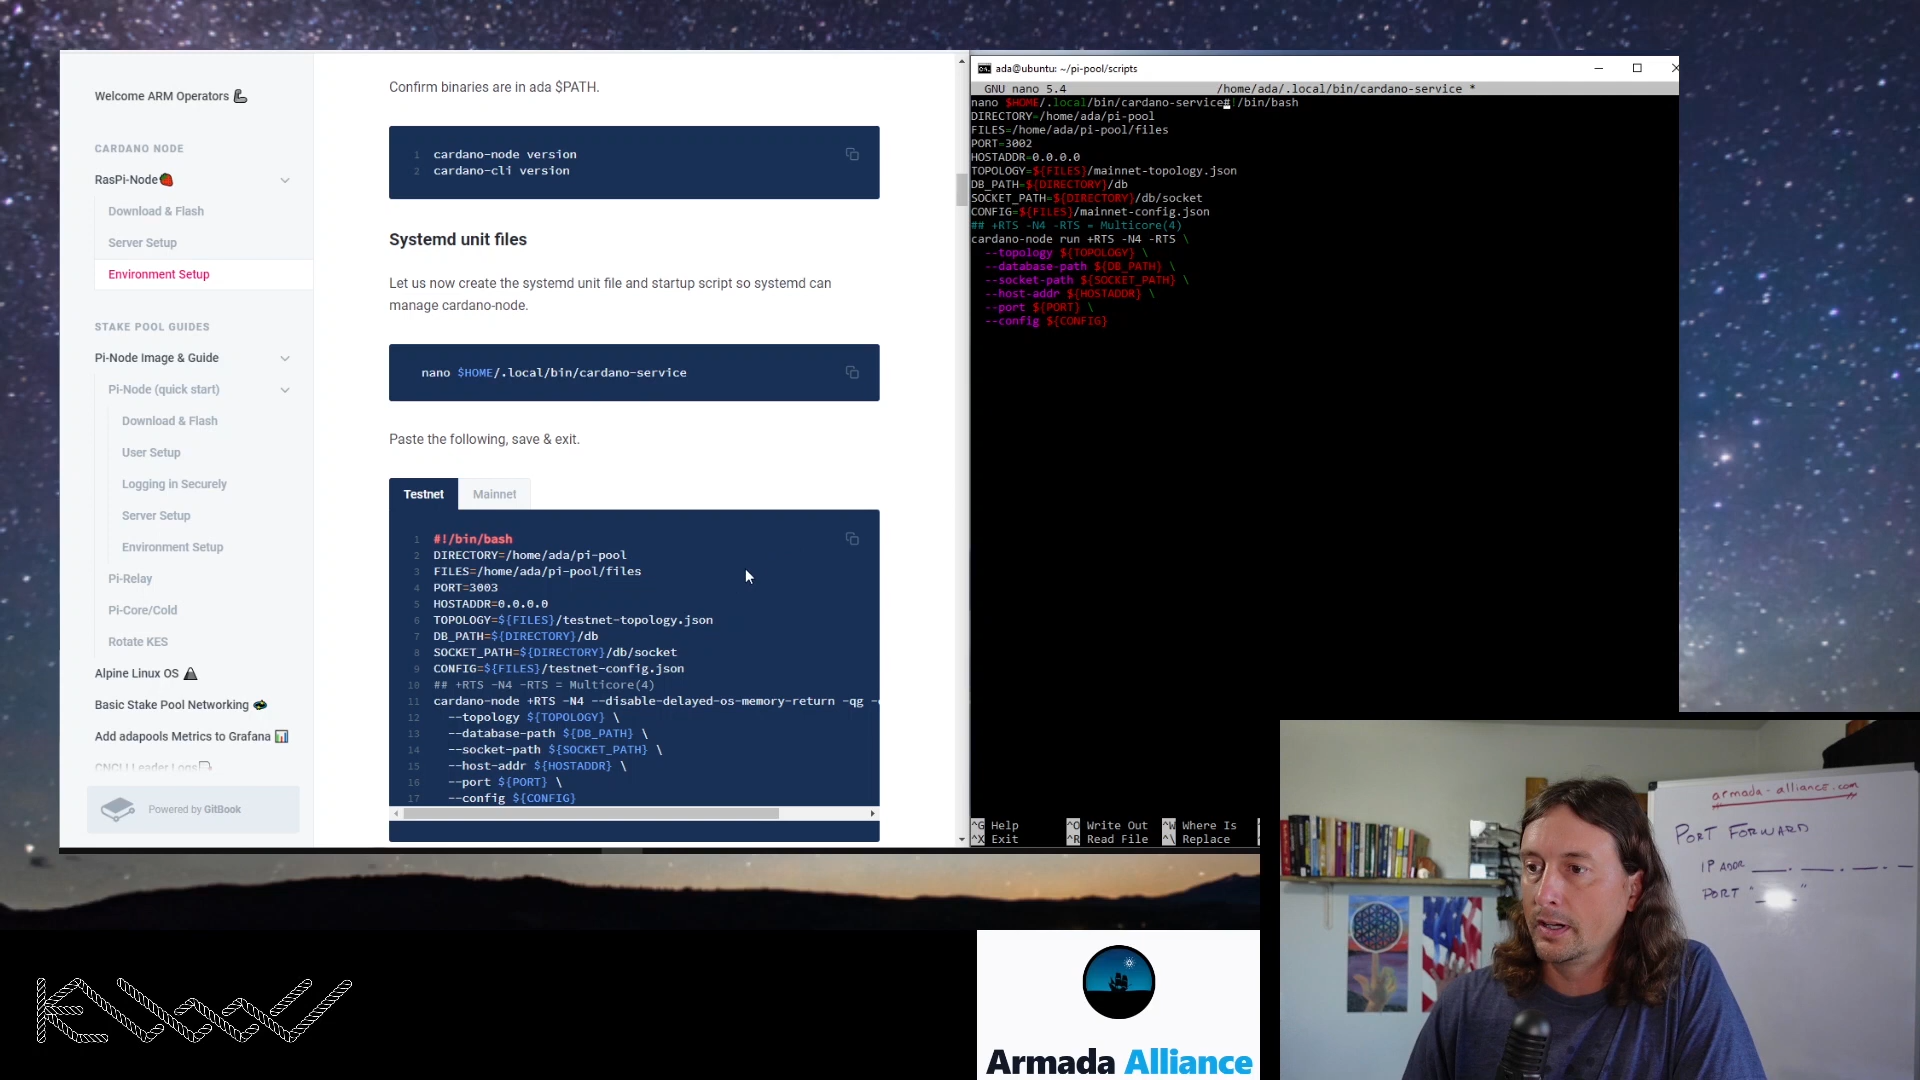 Welcome ARM Operators
CARDANO NODE
RasPi-Node
Download & Flash
Server Setup
Environment Setup
STAKE POOL GUIDES
Pi-Node Image & Guide
Pi-Node (quick start)
Download & Flash
User Setup
Logging in Securely
Server Setup
Environment Setup
Pi-Relay
Pi-Core/Cold
Rotate KES
Alpine Linux OS
Basic Stake Pool Networking
Add adapools Metrics to Grafana
CNCLI Leader Logs
Powered by GitBook
Confirm binaries are in ada $PATH.
1 cardano-node version
2 cardano-cli version
Systemd unit files
Let us now create the systemd unit file and startup script so systemd can
manage cardano-node.
nano $HOME/.local/bin/cardano-service
Paste the following, save & exit.
Testnet Mainnet
1 #!/bin/bash
2 DIRECTORY=/home/ada/pi-pool
3 FILES=/home/ada/pi-pool/files
4 PORT=3003
5 HOSTADDR=0.0.0.0
6 TOPOLOGY=${FILES}/testnet-topology.json
7 DB_PATH=${DIRECTORY}/db
8 SOCKET_PATH=${DIRECTORY}/db/socket
9 CONFIG=${FILES}/testnet-config.json
10 ## +RTS -N4 -RTS = Multicore(4)
11 cardano-node +RTS -N4 --disable-delayed-os-memory-return -qg -
12 --topology ${TOPOLOGY} \
13 --database-path ${DB_PATH} \
14 --socket-path ${SOCKET_PATH} \
15 --host-addr ${HOSTADDR} \
16 --port ${PORT} \
17 --config ${CONFIG}
ada@ubuntu: ~/pi-pool/scripts
GNU nano 5.4 /home/ada/.local/bin/cardano-service *
nano $HOME/.local/bin/cardano-service#!/bin/bash
DIRECTORY=/home/ada/pi-pool
FILES=/home/ada/pi-pool/files
PORT=3002
HOSTADDR=0.0.0.0
TOPOLOGY=${FILES}/mainnet-topology.json
DB_PATH=${DIRECTORY}/db
SOCKET_PATH=${DIRECTORY}/db/socket
CONFIG=${FILES}/mainnet-config.json
## +RTS -N4 -RTS = Multicore(4)
cardano-node run +RTS -N4 -RTS \
--topology ${TOPOLOGY} \
--database-path ${DB_PATH} \
--socket-path ${SOCKET_PATH} \
--host-addr ${HOSTADDR} \
--port ${PORT} \
--config ${CONFIG}
^G Help ^O Write Out ^W Where Is
^X Exit ^R Read File ^\ Replace
armada-alliance.com
PORT FORWARD
IP ADDR ___.___.___.__
PORT "__"
Armada Alliance